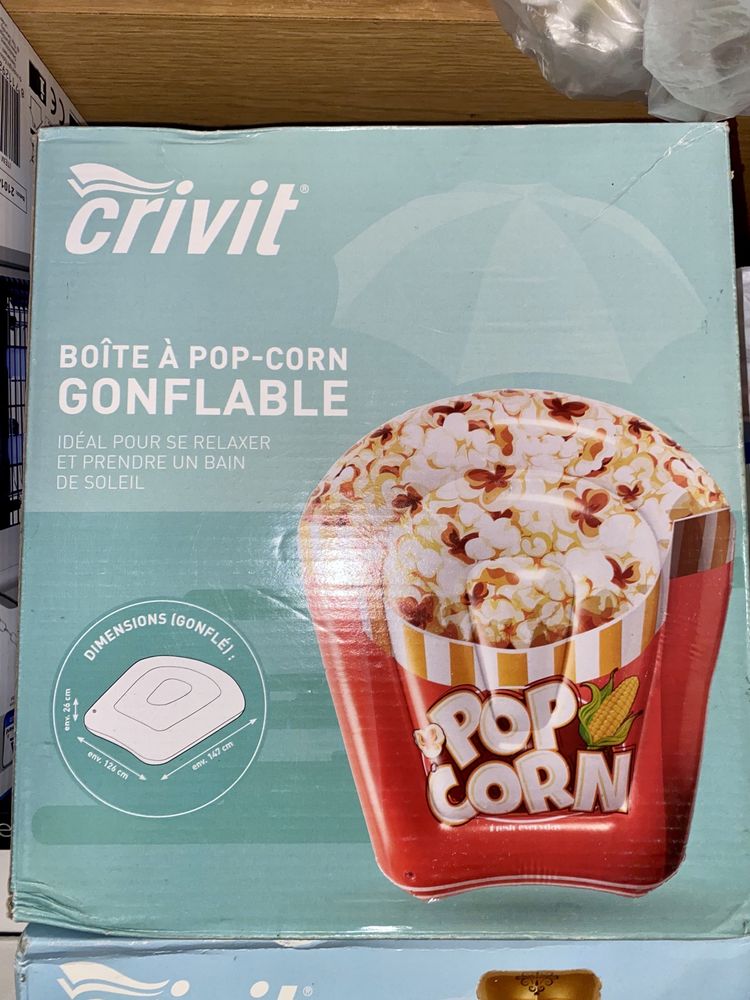 crivit®
BOÎTE À POP-CORN
GONFLABLE
IDÉAL POUR SE RELAXER
ET PRENDRE UN BAIN
DE SOLEIL
DIMENSIONS (GONFLÉ) :
env. 26 cm
env. 126 cm
env. 147 cm
POP
CORN